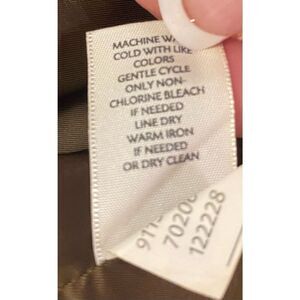 MACHINE
COLD WITH LIKE
COLORS
GENTLE CYCLE
ONLY NON-
CHLORINE BLEACH
IF NEEDED
LINE DRY
WARM IRON
IF NEEDED
OR DRY CLEAN
122228